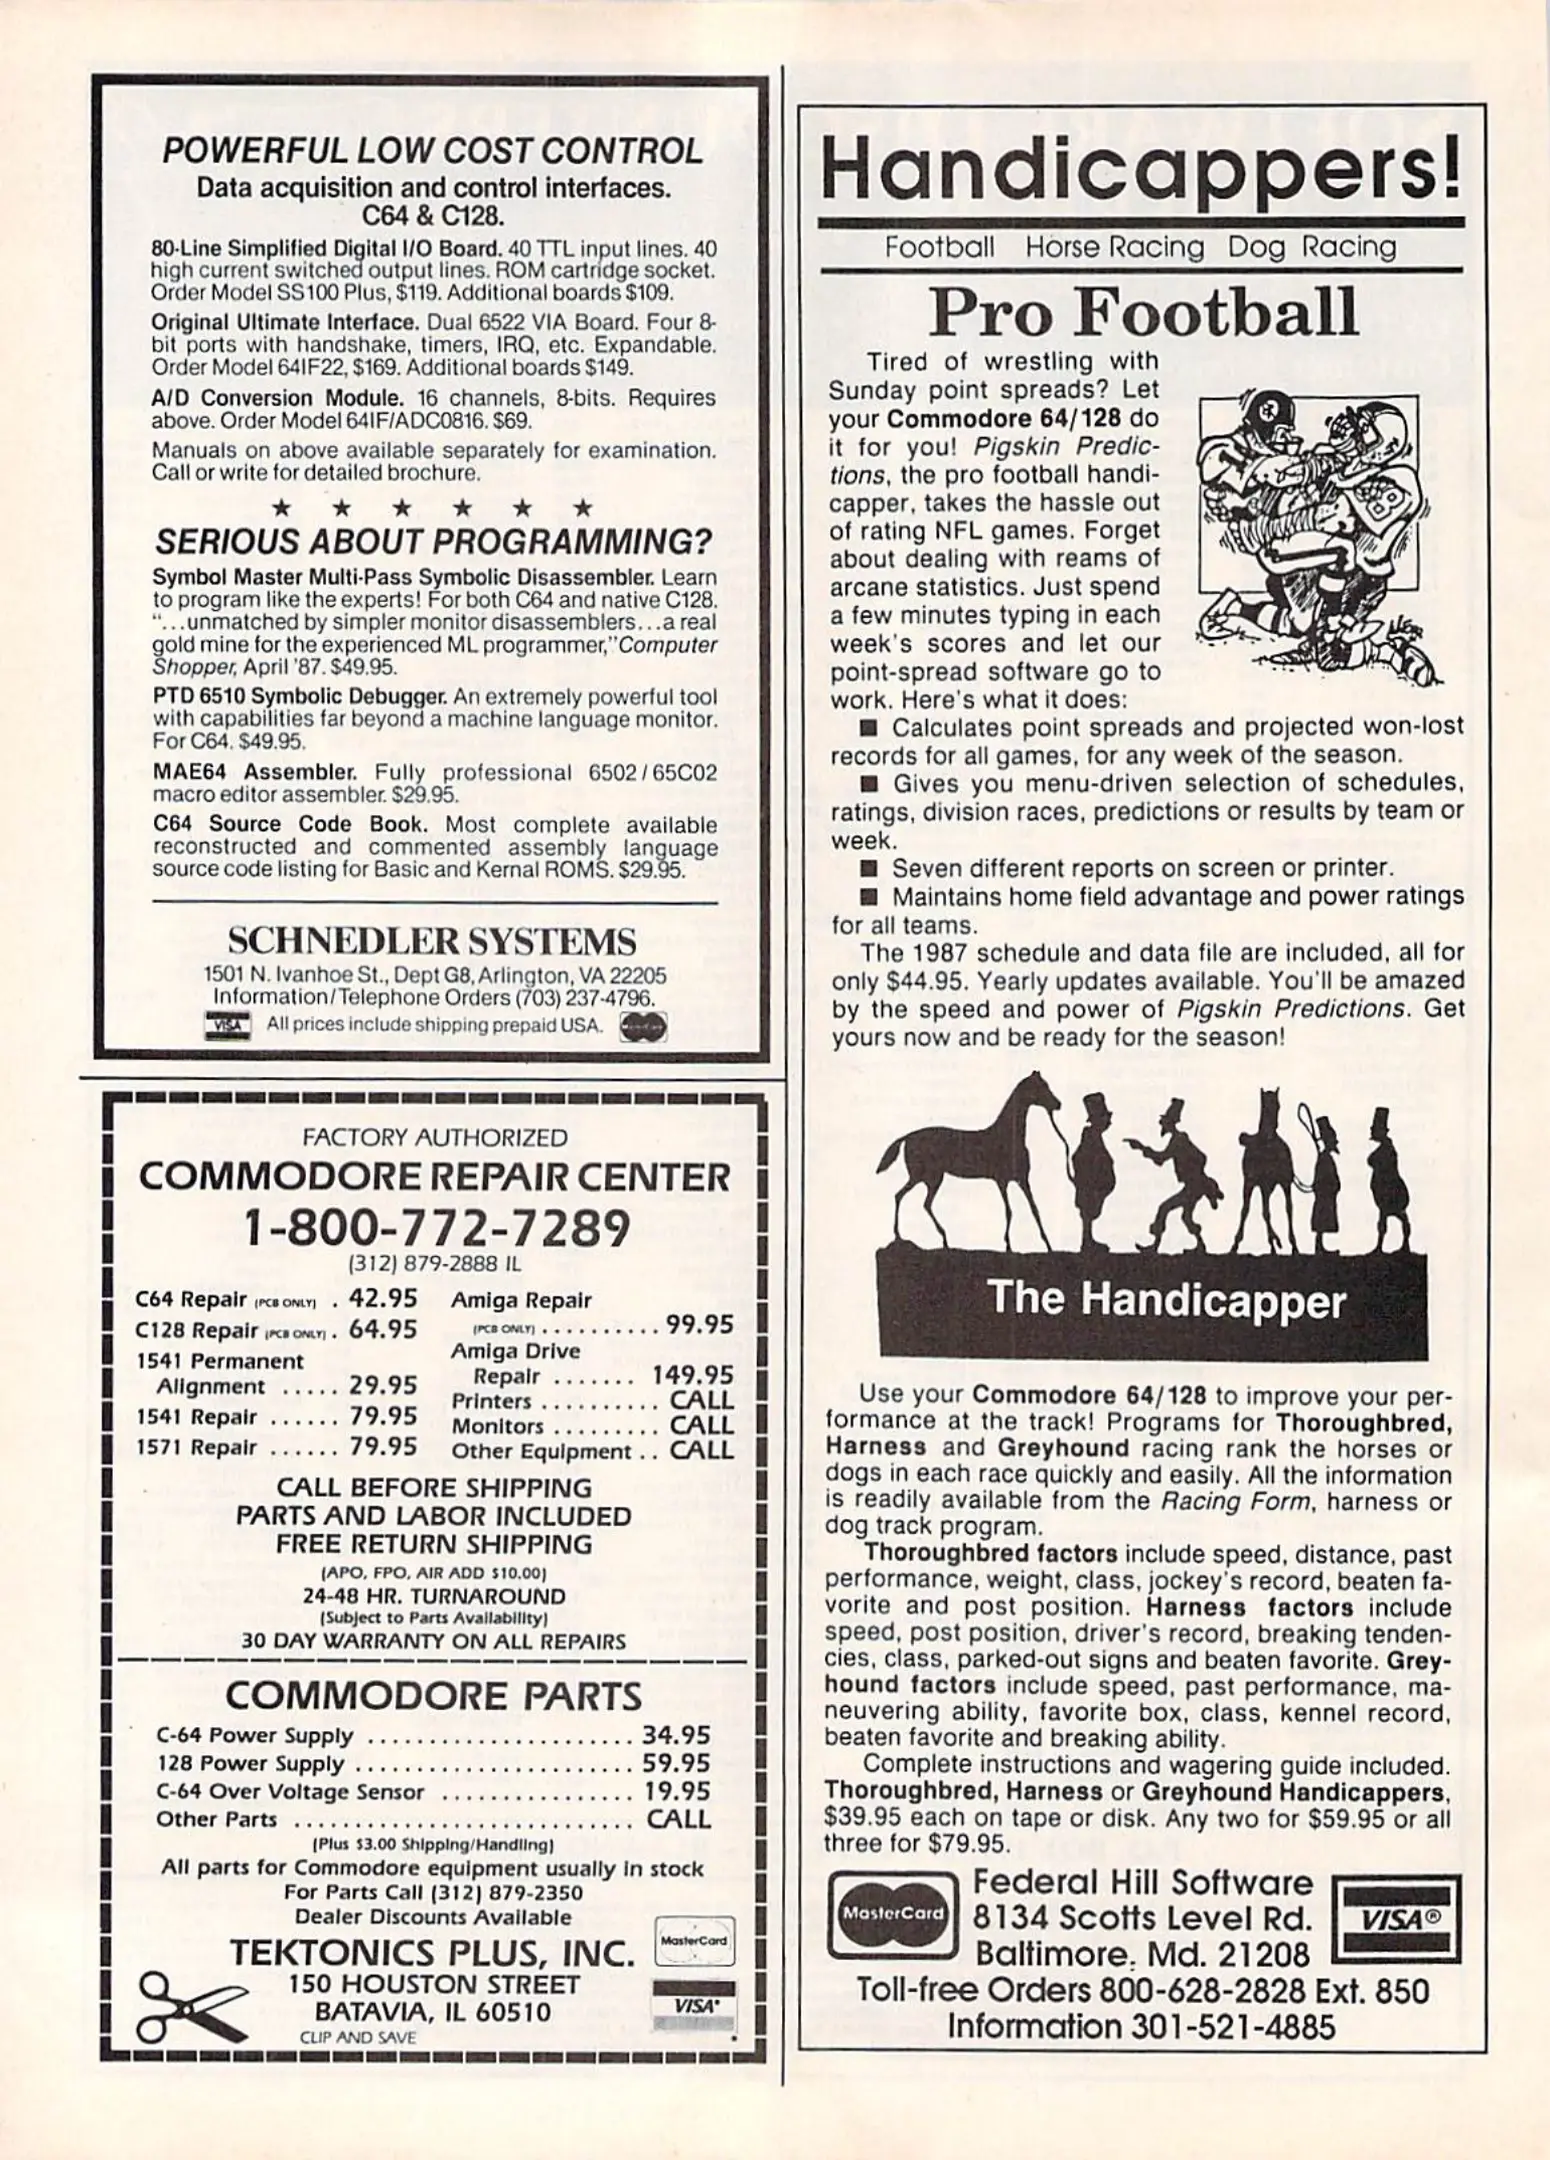 POWERFUL LOW COST CONTROL
Data acquisition and control interfaces.
C64 & C128.
80-Line Simplified Digital I/O Board. 40 TTL input lines. 40
high current switched output lines. ROM cartridge socket.
Order Model SS100 Plus, $119. Additional boards $109.
Original Ultimate Interface. Dual 6522 VIA Board. Four 8-
bit ports with handshake, timers, IRQ, etc. Expandable.
Order Model 64IF22, $169. Additional boards $149.
A/D Conversion Module. 16 channels, 8-bits. Requires
above. Order Model 64IF/ADC0816. $69.
Manuals on above available separately for examination.
Call or write for detailed brochure.
★ ★ ★ ★ ★ ★
SERIOUS ABOUT PROGRAMMING?
Symbol Master Multi-Pass Symbolic Disassembler. Learn
to program like the experts! For both C64 and native C128.
"...unmatched by simpler monitor disassemblers...a real
gold mine for the experienced ML programmer," Computer
Shopper, April '87. $49.95.
PTD 6510 Symbolic Debugger. An extremely powerful tool
with capabilities far beyond a machine language monitor.
For C64. $49.95.
MAE64 Assembler. Fully professional 6502/65C02
macro editor assembler. $29.95.
C64 Source Code Book. Most complete available
reconstructed and commented assembly language
source code listing for Basic and Kernal ROMS. $29.95.
SCHNEDLER SYSTEMS
1501 N. Ivanhoe St., Dept G8, Arlington, VA 22205
Information/Telephone Orders (703) 237-4796.
VISA All prices include shipping prepaid USA. MasterCard
FACTORY AUTHORIZED
COMMODORE REPAIR CENTER
1-800-772-7289
(312) 879-2888 IL
C64 Repair (PCB ONLY) . 42.95
C128 Repair (PCB ONLY) . 64.95
1541 Permanent
Alignment ..... 29.95
1541 Repair ...... 79.95
1571 Repair ...... 79.95
Amiga Repair
(PCB ONLY) .......... 99.95
Amiga Drive
Repair ....... 149.95
Printers .......... CALL
Monitors ......... CALL
Other Equipment .. CALL
CALL BEFORE SHIPPING
PARTS AND LABOR INCLUDED
FREE RETURN SHIPPING
(APO, FPO, AIR ADD $10.00)
24-48 HR. TURNAROUND
(Subject to Parts Availability)
30 DAY WARRANTY ON ALL REPAIRS
COMMODORE PARTS
C-64 Power Supply ...................... 34.95
128 Power Supply ....................... 59.95
C-64 Over Voltage Sensor ................ 19.95
Other Parts ............................ CALL
(Plus $3.00 Shipping/Handling)
All parts for Commodore equipment usually in stock
For Parts Call (312) 879-2350
Dealer Discounts Available
TEKTONICS PLUS, INC.
MasterCard
150 HOUSTON STREET
BATAVIA, IL 60510
VISA
CLIP AND SAVE
Handicappers!
Football Horse Racing Dog Racing
Pro Football
Tired of wrestling with
Sunday point spreads? Let
your Commodore 64/128 do
it for you! Pigskin Predic-
tions, the pro football handi-
capper, takes the hassle out
of rating NFL games. Forget
about dealing with reams of
arcane statistics. Just spend
a few minutes typing in each
week's scores and let our
point-spread software go to
work. Here's what it does:
■ Calculates point spreads and projected won-lost
records for all games, for any week of the season.
■ Gives you menu-driven selection of schedules,
ratings, division races, predictions or results by team or
week.
■ Seven different reports on screen or printer.
■ Maintains home field advantage and power ratings
for all teams.
The 1987 schedule and data file are included, all for
only $44.95. Yearly updates available. You'll be amazed
by the speed and power of Pigskin Predictions. Get
yours now and be ready for the season!
The Handicapper
Use your Commodore 64/128 to improve your per-
formance at the track! Programs for Thoroughbred,
Harness and Greyhound racing rank the horses or
dogs in each race quickly and easily. All the information
is readily available from the Racing Form, harness or
dog track program.
Thoroughbred factors include speed, distance, past
performance, weight, class, jockey's record, beaten fa-
vorite and post position. Harness factors include
speed, post position, driver's record, breaking tenden-
cies, class, parked-out signs and beaten favorite. Grey-
hound factors include speed, past performance, ma-
neuvering ability, favorite box, class, kennel record,
beaten favorite and breaking ability.
Complete instructions and wagering guide included.
Thoroughbred, Harness or Greyhound Handicappers,
$39.95 each on tape or disk. Any two for $59.95 or all
three for $79.95.
MasterCard
Federal Hill Software
8134 Scotts Level Rd.
Baltimore, Md. 21208
VISA®
Toll-free Orders 800-628-2828 Ext. 850
Information 301-521-4885